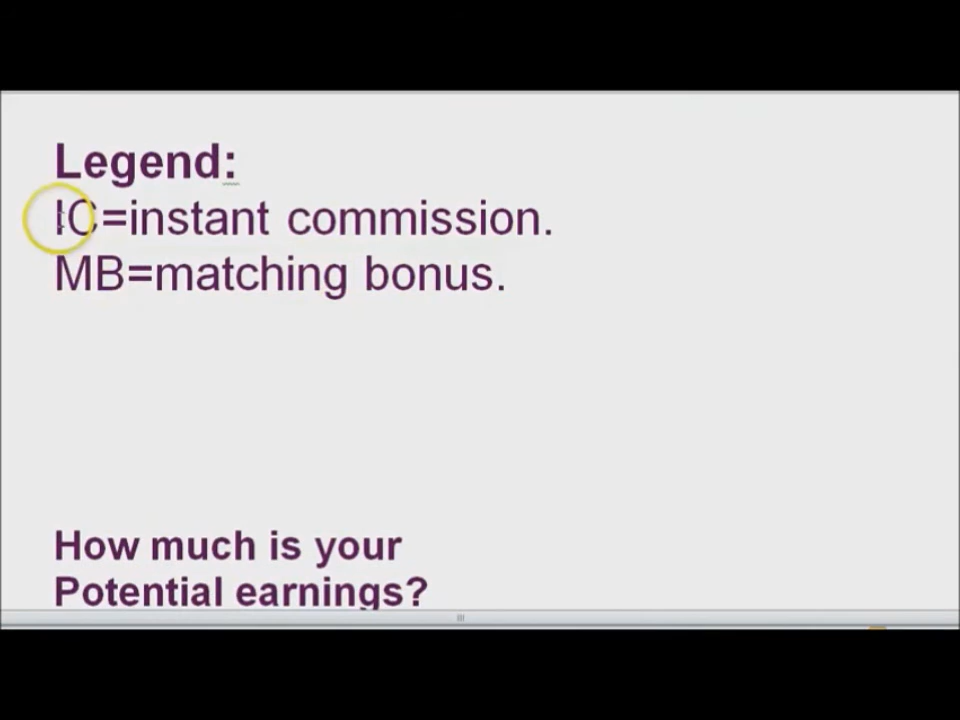 Legend:
IC=instant commission.
MB=matching bonus.
How much is your
Potential earnings?